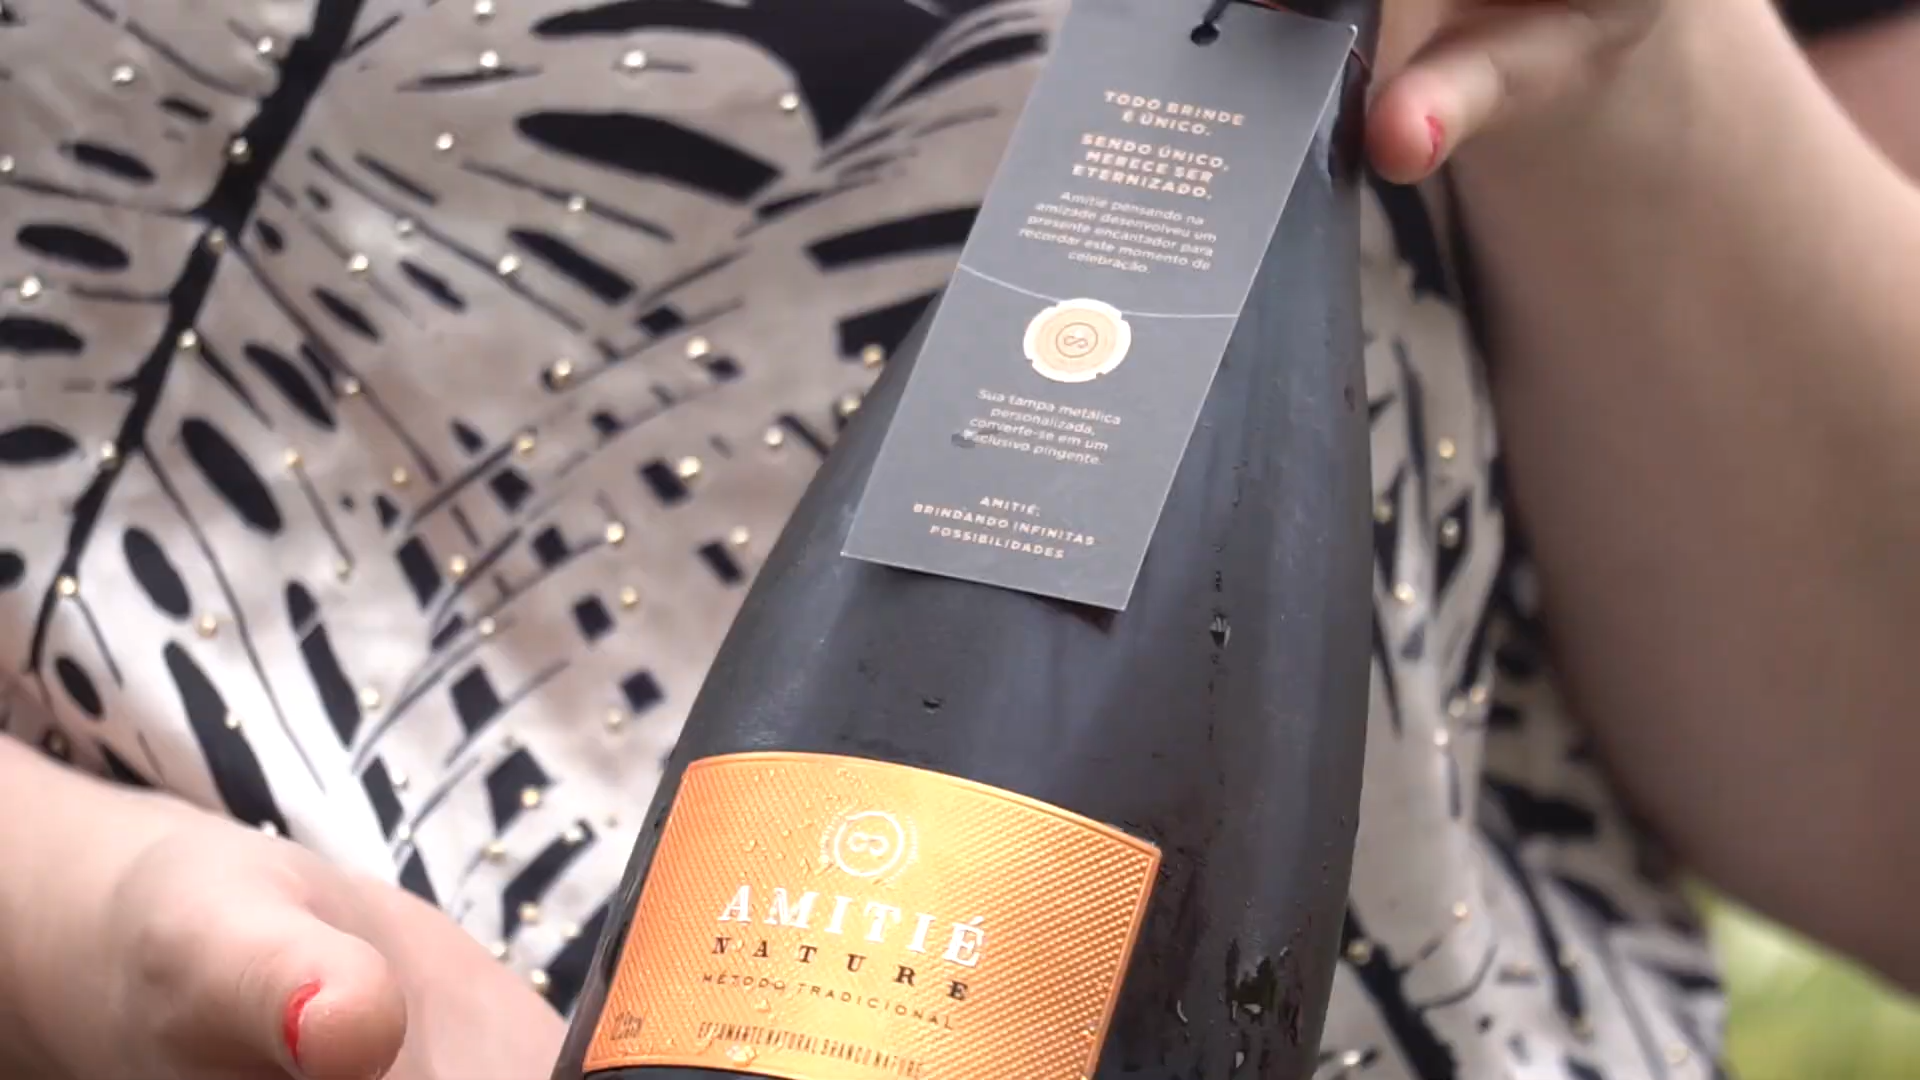 TODO BRINDE
É ÚNICO.
SENDO ÚNICO,
MERECE SER
ETERNIZADO.
Amitié pensando na
amizade desenvolveu um
presente encantador para
recordar este momento de
celebração.
Sua tampa metálica
personalizada,
converte-se em um
exclusivo pingente.
AMITIÉ:
BRINDANDO INFINITAS
POSSIBILIDADES
AMITIÉ
NATURE
MÉTODO TRADICIONAL
ESPUMANTE NATURAL BRANCO NATURE